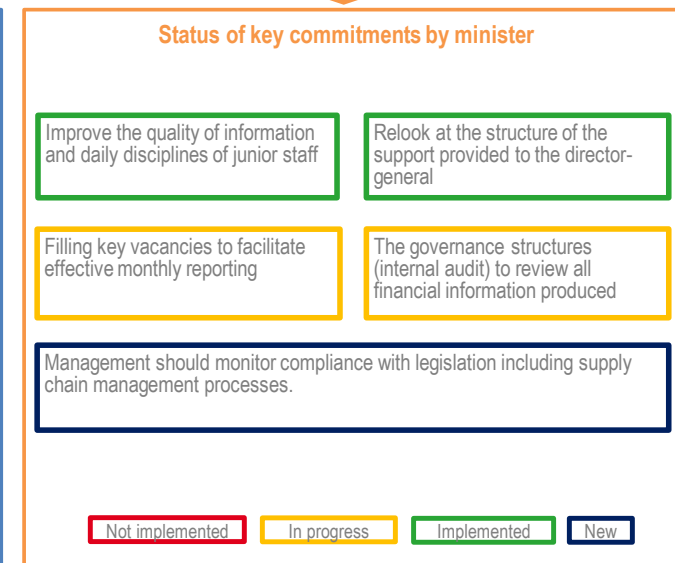 Status of key commitments by minister
Improve the quality of information
and daily disciplines of junior staff
Relook at the structure of the
support provided to the director-
general
Filling key vacancies to facilitate
effective monthly reporting
The governance structures
(internal audit) to review all
financial information produced
Management should monitor compliance with legislation including supply
chain management processes.
Not implemented
In progress
Implemented
New